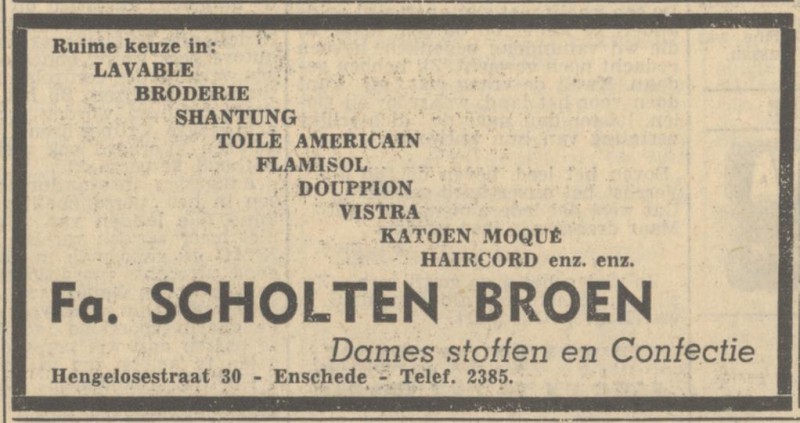 Ruime keuze in:
LAVABLE
BRODERIE
SHANTUNG
TOILE AMERICAIN
FLAMISOL
DOUPPION
VISTRA
KATOEN MOQUÉ
HAIRCORD enz. enz.
Fa. SCHOLTEN BROEN
Dames stoffen en Confectie
Hengelosestraat 30 - Enschede - Telef. 2385.